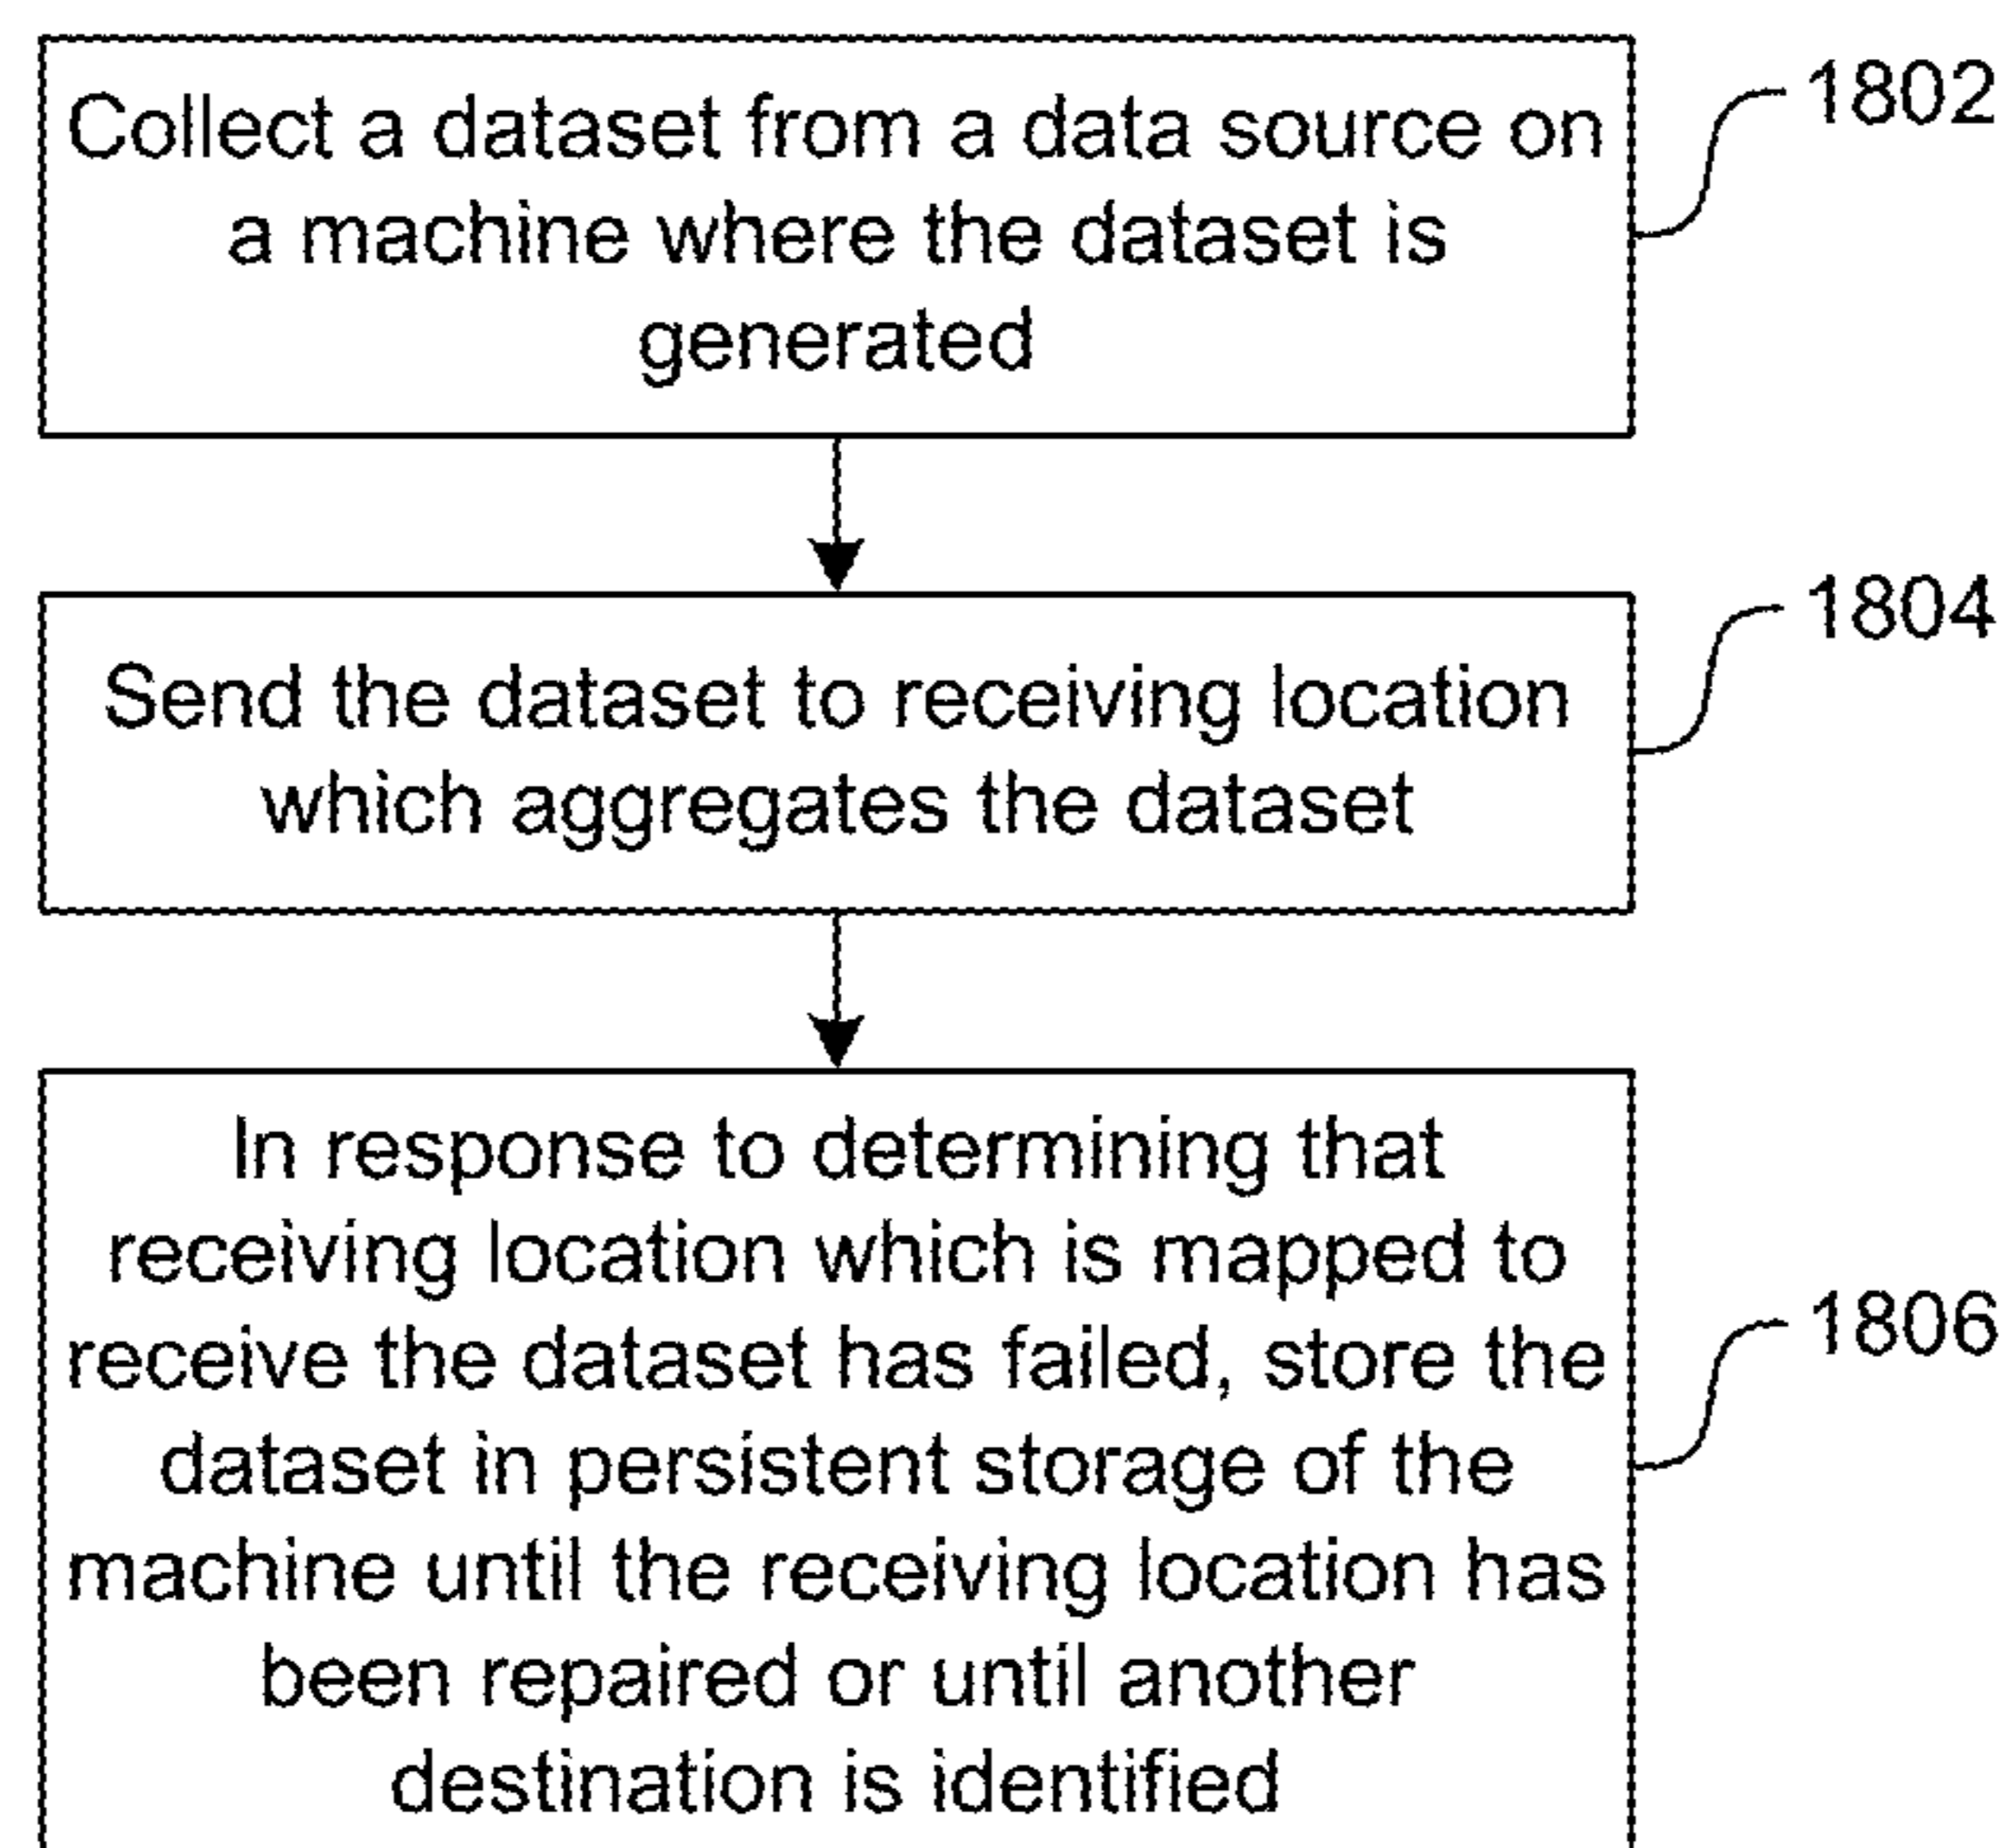 Collect a dataset from a data source on
a machine where the dataset is
generated
1802
Send the dataset to receiving location
which aggregates the dataset
1804
In response to determining that
receiving location which is mapped to
receive the dataset has failed, store the
dataset in persistent storage of the
machine until the receiving location has
been repaired or until another
destination is identified
1806